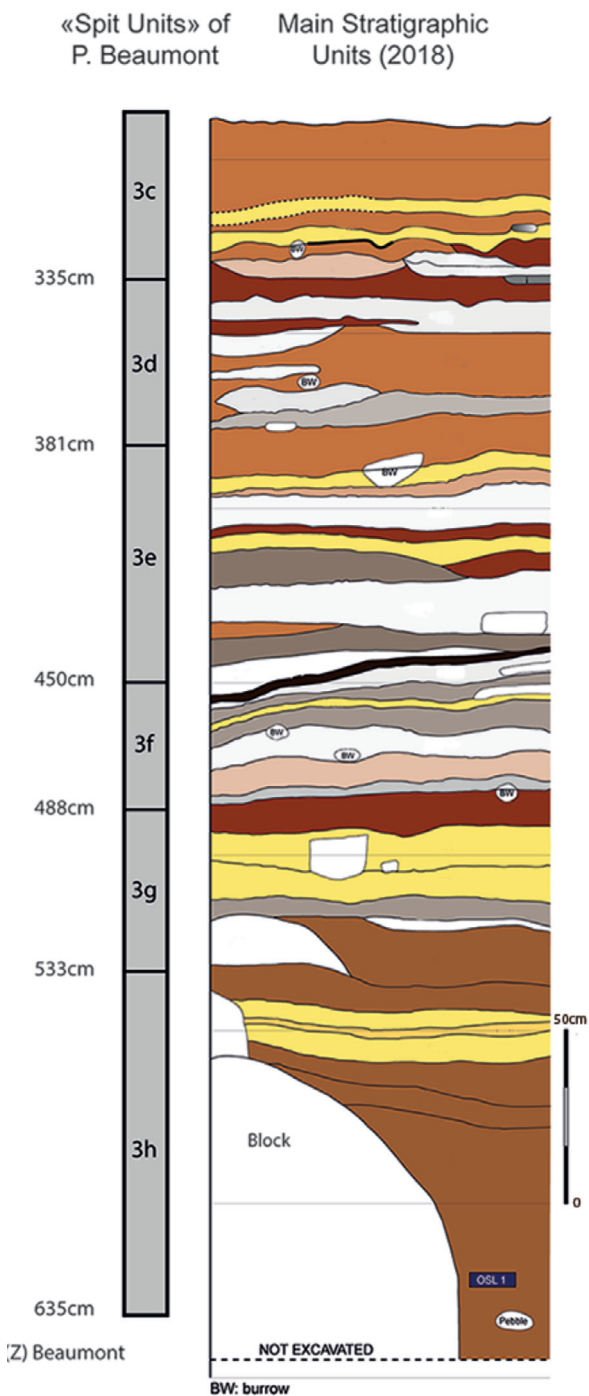 «Spit Units» of
P. Beaumont
Main Stratigraphic
Units (2018)
3c
BW
335cm
3d
BW
381cm
BW
3e
450cm
3f
BW
BW
BW
488cm
3g
533cm
50cm
3h
Block
0
OSL 1
635cm
Pebble
(Z) Beaumont
NOT EXCAVATED
BW: burrow